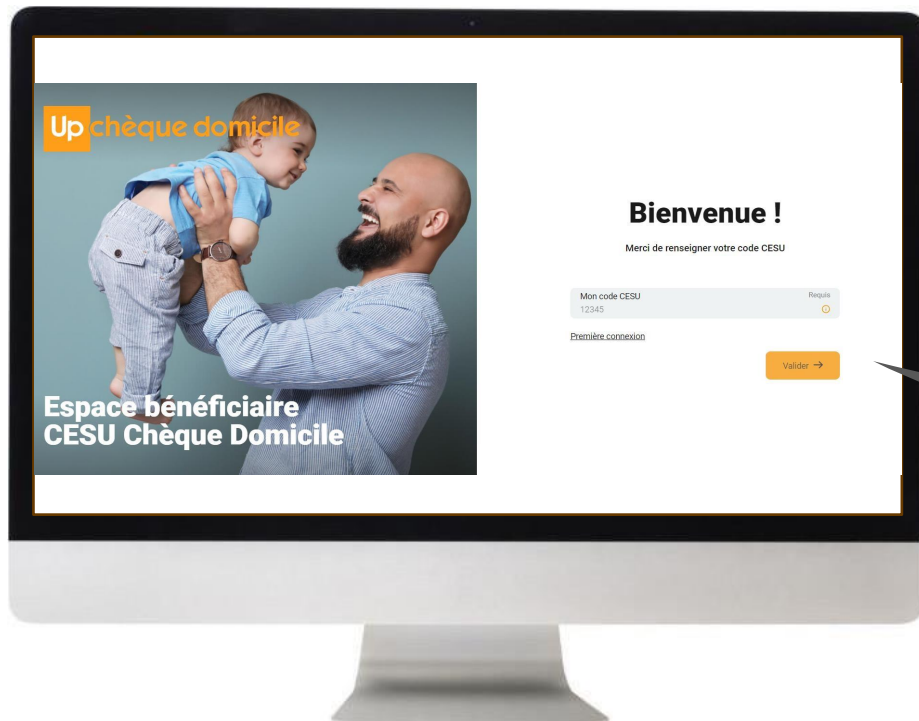 Up chèque domicile
Espace bénéficiaire
CESU Chèque Domicile
Bienvenue !
Merci de renseigner votre code CESU
Mon code CESU Requis
12345
Première connexion
Valider →